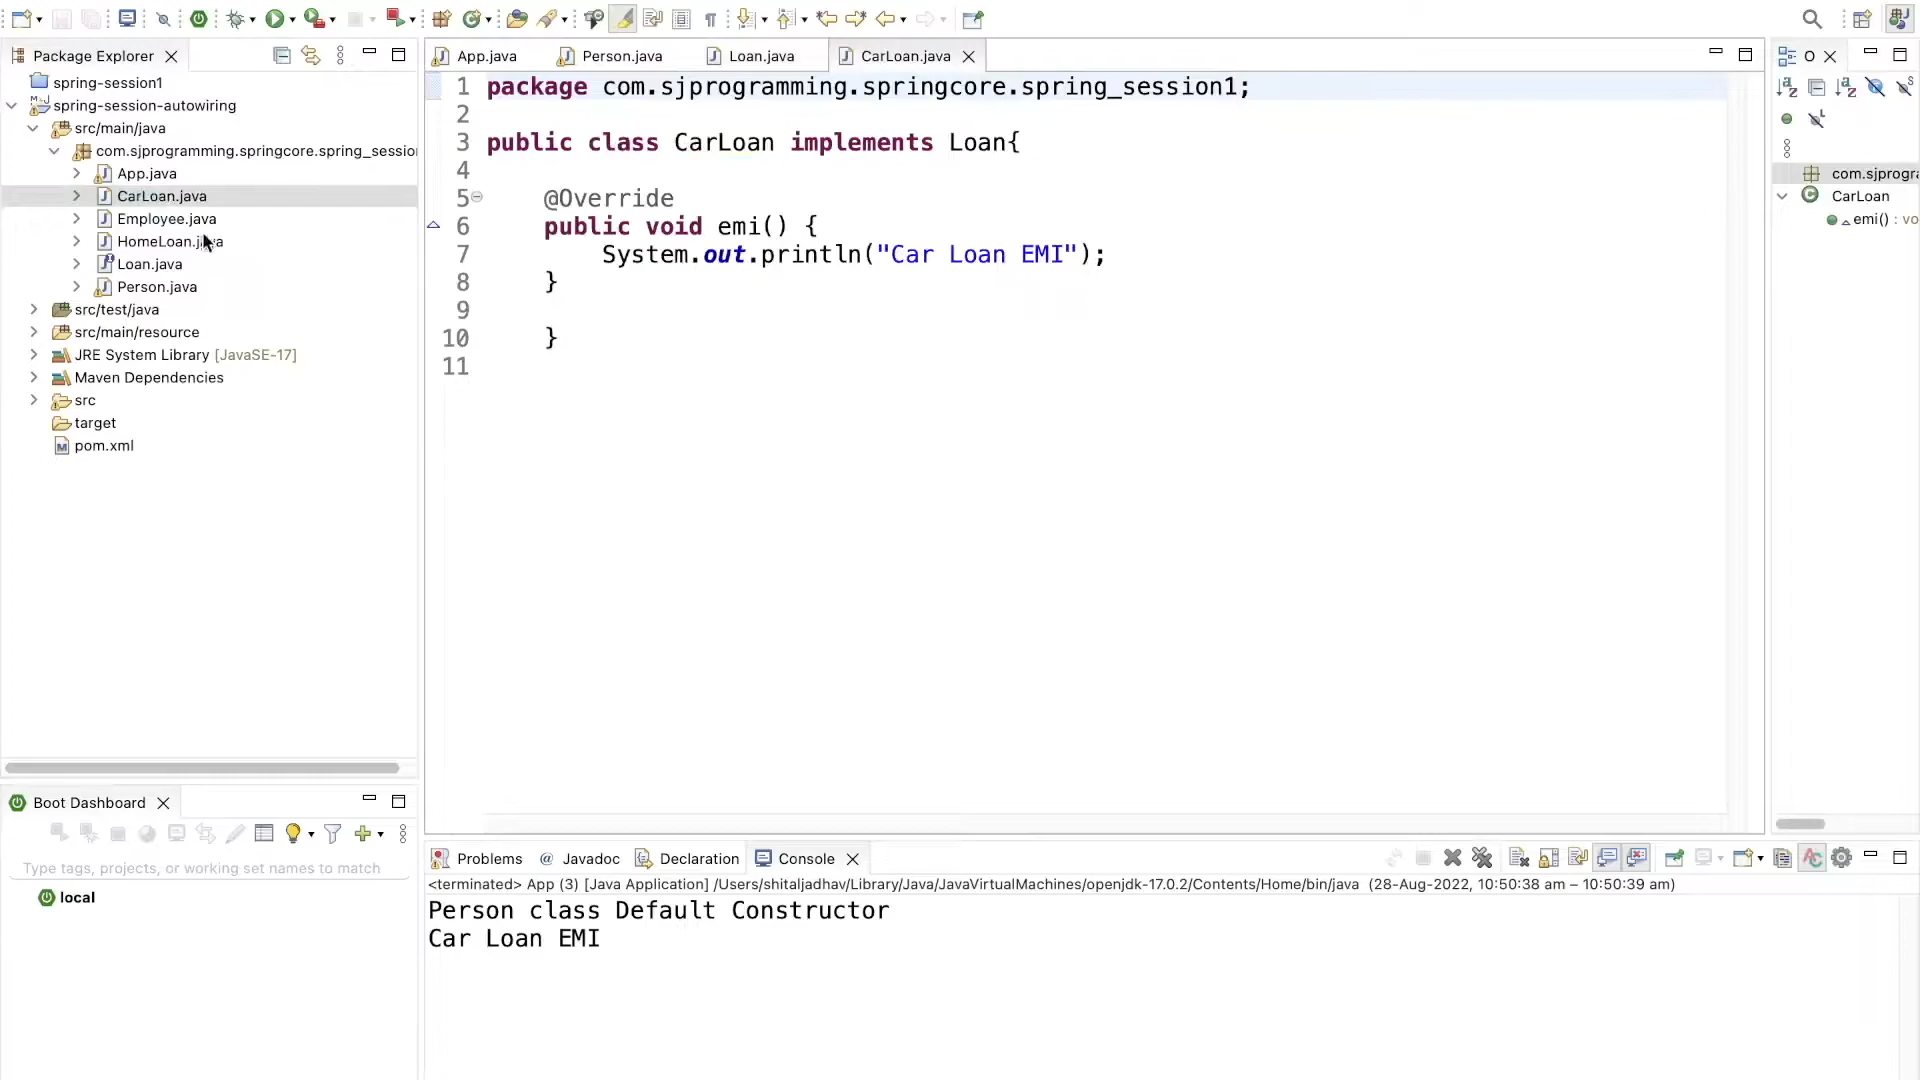 Package Explorer
spring-session1
spring-session-autowiring
src/main/java
com.sjprogramming.springcore.spring_session
App.java
CarLoan.java
Employee.java
HomeLoan.java
Loan.java
Person.java
src/test/java
src/main/resource
JRE System Library [JavaSE-17]
Maven Dependencies
src
target
pom.xml
Boot Dashboard
Type tags, projects, or working set names to match
local
App.java Person.java Loan.java CarLoan.java
1 package com.sjprogramming.springcore.spring_session1;
2
3 public class CarLoan implements Loan{
4
5 @Override
6 public void emi() {
7 System.out.println("Car Loan EMI");
8 }
9
10 }
11
Problems @ Javadoc Declaration Console
<terminated> App (3) [Java Application] /Users/shitaljadhav/Library/Java/JavaVirtualMachines/openjdk-17.0.2/Contents/Home/bin/java (28-Aug-2022, 10:50:38 am – 10:50:39 am)
Person class Default Constructor
Car Loan EMI
O
com.sjprogra
CarLoan
emi() : vo